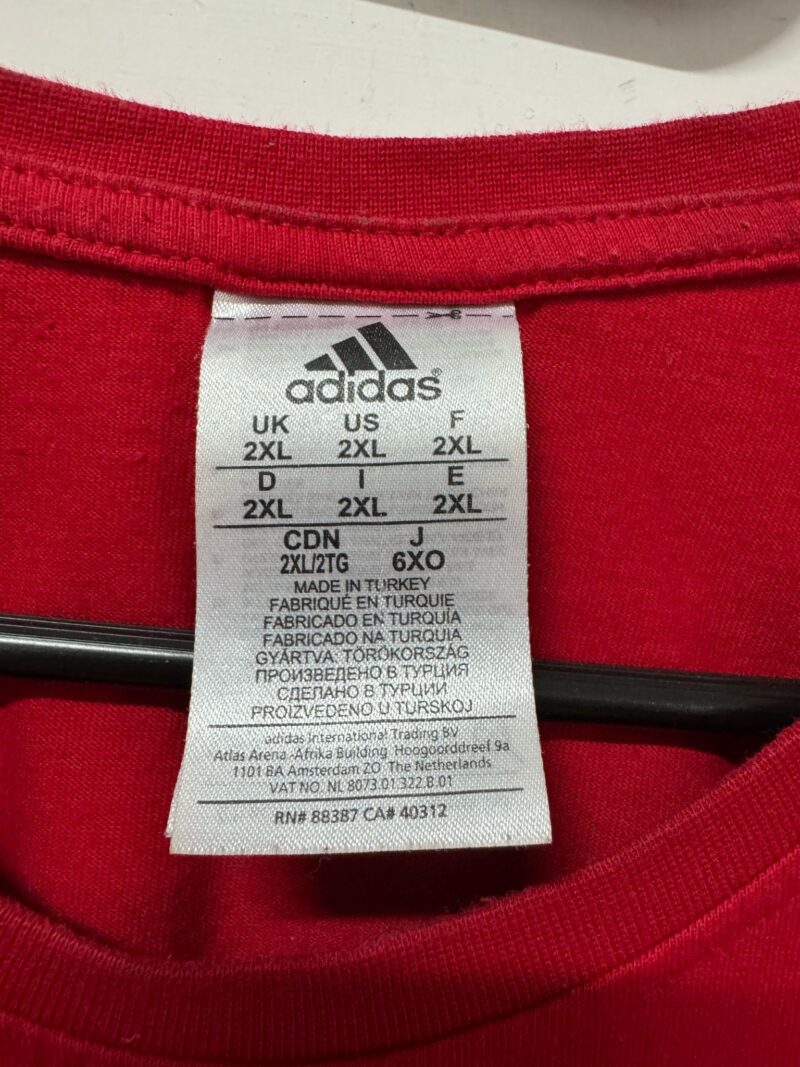 adidas®
UK US F
2XL 2XL 2XL
D I E
2XL 2XL 2XL
CDN J
2XL/2TG 6XO
MADE IN TURKEY
FABRIQUÉ EN TURQUIE
FABRICADO EN TURQUÍA
FABRICADO NA TURQUIA
GYÁRTVA: TÖRÖKORSZÁG
ПРОИЗВЕДЕНО В ТУРЦИЯ
СДЕЛАНО В ТУРЦИИ
PROIZVEDENO U TURSKOJ
adidas International Trading BV
Atlas Arena -Afrika Building Hoogoorddreef 9a
1101 BA Amsterdam ZO. The Netherlands
VAT NO. NL 8073.01.322.B.01
RN# 88387 CA# 40312